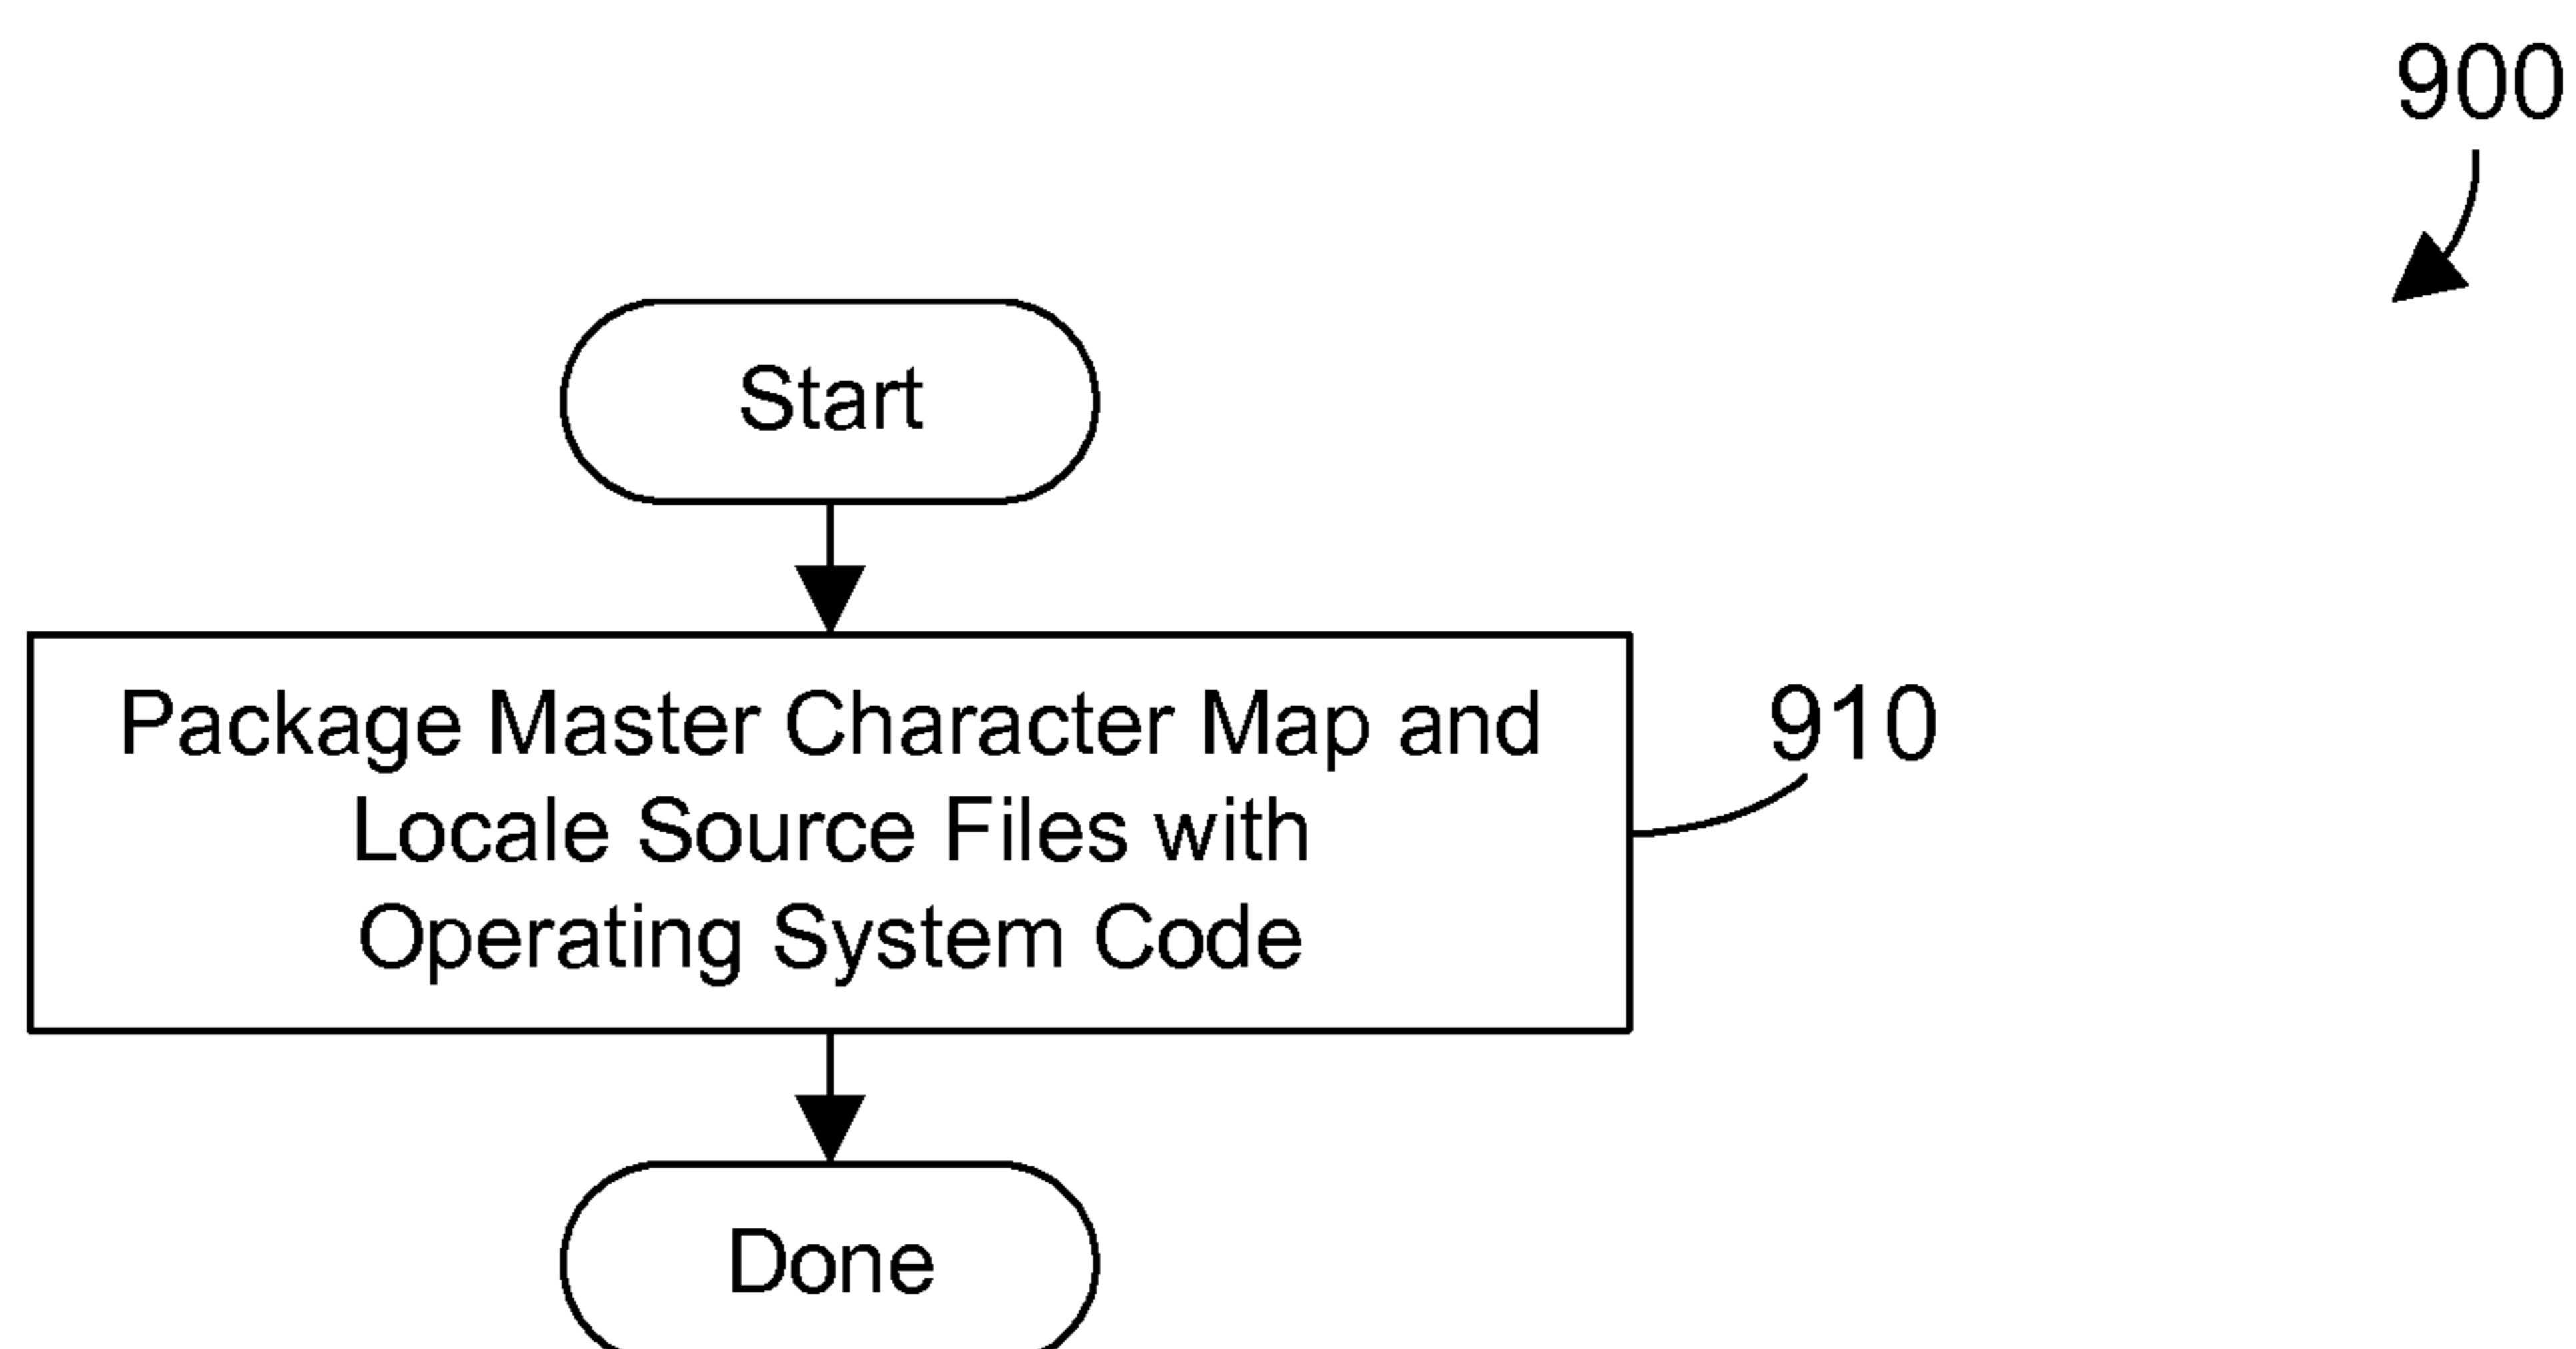 900
Start
Package Master Character Map and
Locale Source Files with
Operating System Code
910
Done